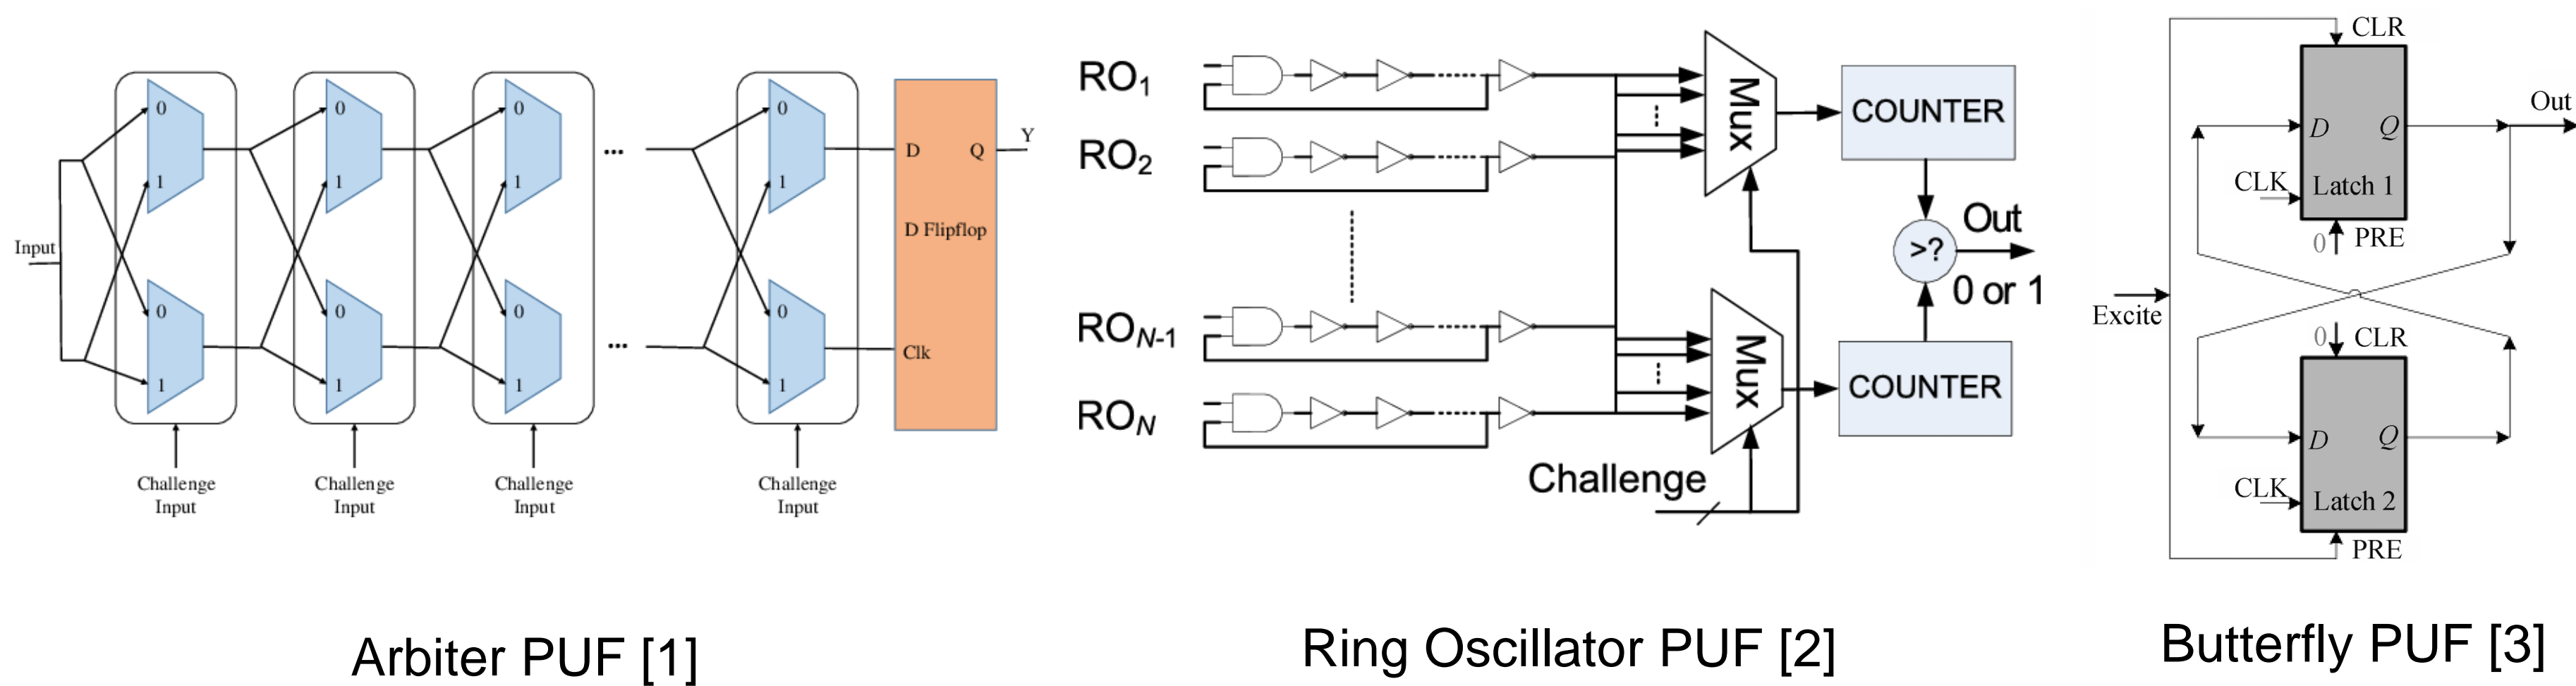 Input
0
1
0
1
Challenge
Input
0
1
0
1
Challenge
Input
0
1
0
1
Challenge
Input
...
...
0
1
0
1
Challenge
Input
D
Q
D Flipflop
Clk
Y
Arbiter PUF [1]
RO1
RO2
RON-1
RON
Mux
Mux
Challenge
COUNTER
>?
COUNTER
Out
0 or 1
Ring Oscillator PUF [2]
Excite
CLR
D
Q
Out
CLK
Latch 1
0
PRE
0
CLR
D
Q
CLK
Latch 2
PRE
Butterfly PUF [3]